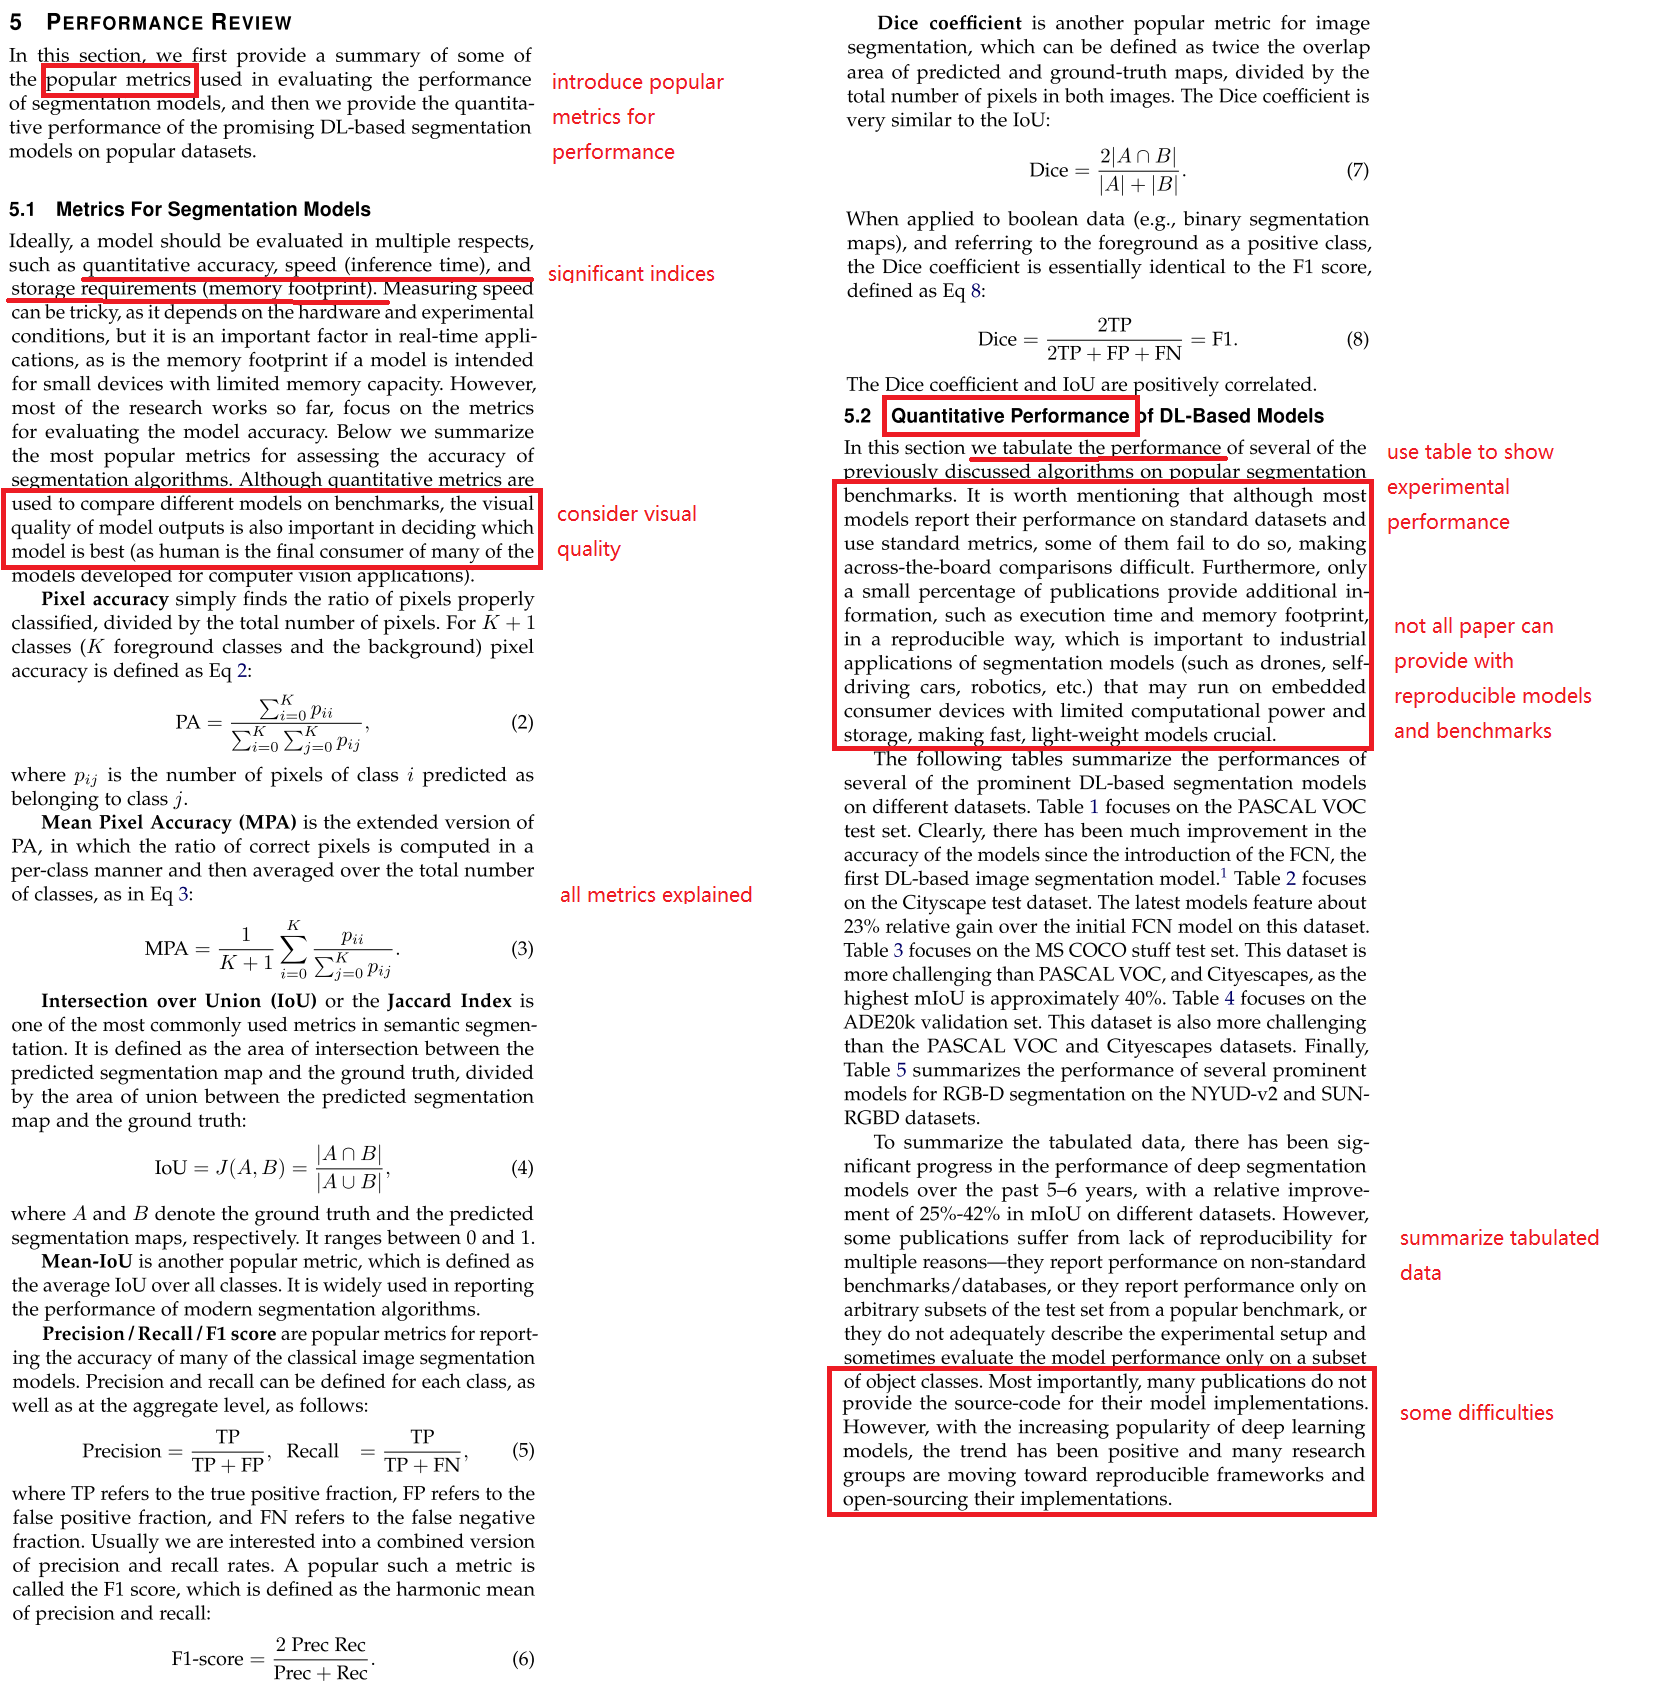 5 PERFORMANCE REVIEW
In this section, we first provide a summary of some of
the popular metrics used in evaluating the performance
of segmentation models, and then we provide the quantita-
tive performance of the promising DL-based segmentation
models on popular datasets.
introduce popular
metrics for
performance
5.1 Metrics For Segmentation Models
Ideally, a model should be evaluated in multiple respects,
such as quantitative accuracy, speed (inference time), and
storage requirements (memory footprint). Measuring speed
can be tricky, as it depends on the hardware and experimental
conditions, but it is an important factor in real-time appli-
cations, as is the memory footprint if a model is intended
for small devices with limited memory capacity. However,
most of the research works so far, focus on the metrics
for evaluating the model accuracy. Below we summarize
the most popular metrics for assessing the accuracy of
segmentation algorithms. Although quantitative metrics are
used to compare different models on benchmarks, the visual
quality of model outputs is also important in deciding which
model is best (as human is the final consumer of many of the
models developed for computer vision applications).
significant indices
consider visual
quality
Pixel accuracy simply finds the ratio of pixels properly
classified, divided by the total number of pixels. For K + 1
classes (K foreground classes and the background) pixel
accuracy is defined as Eq 2:
PA = \frac{\sum_{i=0}^{K} p_{ii}}{\sum_{i=0}^{K} \sum_{j=0}^{K} p_{ij}}, (2)
where p_{ij} is the number of pixels of class i predicted as
belonging to class j.
Mean Pixel Accuracy (MPA) is the extended version of
PA, in which the ratio of correct pixels is computed in a
per-class manner and then averaged over the total number
of classes, as in Eq 3:
all metrics explained
MPA = \frac{1}{K + 1} \sum_{i=0}^{K} \frac{p_{ii}}{\sum_{j=0}^{K} p_{ij}}. (3)
Intersection over Union (IoU) or the Jaccard Index is
one of the most commonly used metrics in semantic segmen-
tation. It is defined as the area of intersection between the
predicted segmentation map and the ground truth, divided
by the area of union between the predicted segmentation
map and the ground truth:
IoU = J(A, B) = \frac{|A ∩ B|}{|A ∪ B|}, (4)
where A and B denote the ground truth and the predicted
segmentation maps, respectively. It ranges between 0 and 1.
Mean-IoU is another popular metric, which is defined as
the average IoU over all classes. It is widely used in reporting
the performance of modern segmentation algorithms.
Precision / Recall / F1 score are popular metrics for report-
ing the accuracy of many of the classical image segmentation
models. Precision and recall can be defined for each class, as
well as at the aggregate level, as follows:
Precision = \frac{TP}{TP + FP}, Recall = \frac{TP}{TP + FN}, (5)
where TP refers to the true positive fraction, FP refers to the
false positive fraction, and FN refers to the false negative
fraction. Usually we are interested into a combined version
of precision and recall rates. A popular such a metric is
called the F1 score, which is defined as the harmonic mean
of precision and recall:
F1-score = \frac{2 Prec Rec}{Prec + Rec}. (6)
Dice coefficient is another popular metric for image
segmentation, which can be defined as twice the overlap
area of predicted and ground-truth maps, divided by the
total number of pixels in both images. The Dice coefficient is
very similar to the IoU:
Dice = \frac{2|A ∩ B|}{|A| + |B|}. (7)
When applied to boolean data (e.g., binary segmentation
maps), and referring to the foreground as a positive class,
the Dice coefficient is essentially identical to the F1 score,
defined as Eq 8:
Dice = \frac{2TP}{2TP + FP + FN} = F1. (8)
The Dice coefficient and IoU are positively correlated.
5.2 Quantitative Performance of DL-Based Models
In this section we tabulate the performance of several of the
previously discussed algorithms on popular segmentation
benchmarks. It is worth mentioning that although most
models report their performance on standard datasets and
use standard metrics, some of them fail to do so, making
across-the-board comparisons difficult. Furthermore, only
a small percentage of publications provide additional in-
formation, such as execution time and memory footprint,
in a reproducible way, which is important to industrial
applications of segmentation models (such as drones, self-
driving cars, robotics, etc.) that may run on embedded
consumer devices with limited computational power and
storage, making fast, light-weight models crucial.
use table to show
experimental
performance
not all paper can
provide with
reproducible models
and benchmarks
The following tables summarize the performances of
several of the prominent DL-based segmentation models
on different datasets. Table 1 focuses on the PASCAL VOC
test set. Clearly, there has been much improvement in the
accuracy of the models since the introduction of the FCN, the
first DL-based image segmentation model.1 Table 2 focuses
on the Cityscape test dataset. The latest models feature about
23% relative gain over the initial FCN model on this dataset.
Table 3 focuses on the MS COCO stuff test set. This dataset is
more challenging than PASCAL VOC, and Cityescapes, as the
highest mIoU is approximately 40%. Table 4 focuses on the
ADE20k validation set. This dataset is also more challenging
than the PASCAL VOC and Cityescapes datasets. Finally,
Table 5 summarizes the performance of several prominent
models for RGB-D segmentation on the NYUD-v2 and SUN-
RGBD datasets.
To summarize the tabulated data, there has been sig-
nificant progress in the performance of deep segmentation
models over the past 5–6 years, with a relative improve-
ment of 25%-42% in mIoU on different datasets. However,
some publications suffer from lack of reproducibility for
multiple reasons—they report performance on non-standard
benchmarks/databases, or they report performance only on
arbitrary subsets of the test set from a popular benchmark, or
they do not adequately describe the experimental setup and
sometimes evaluate the model performance only on a subset
of object classes. Most importantly, many publications do not
provide the source-code for their model implementations.
However, with the increasing popularity of deep learning
models, the trend has been positive and many research
groups are moving toward reproducible frameworks and
open-sourcing their implementations.
summarize tabulated
data
some difficulties